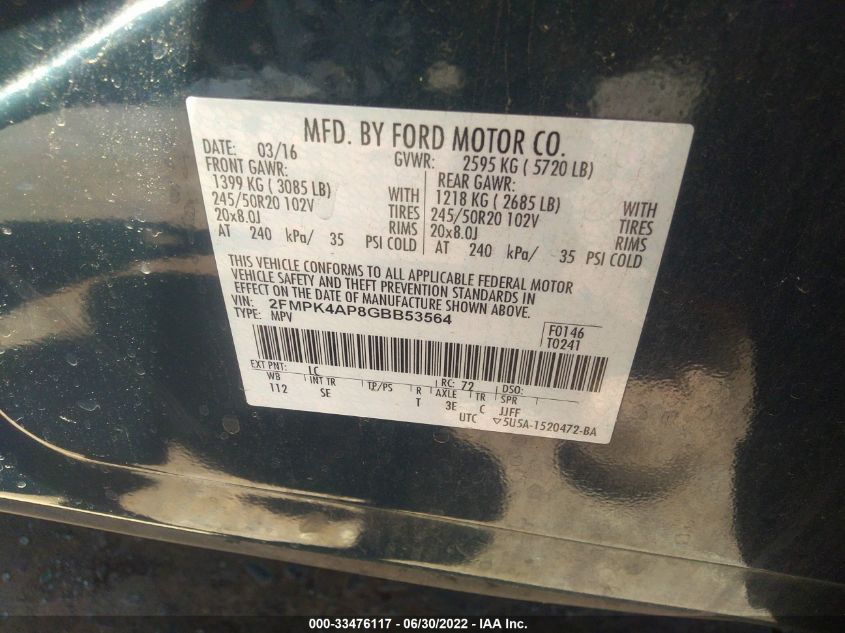 MFD. BY FORD MOTOR CO.
DATE: 03/16 GVWR: 2595 KG ( 5720 LB)
FRONT GAWR: REAR GAWR:
1399 KG ( 3085 LB) WITH 1218 KG ( 2685 LB) WITH
245/50R20 102V TIRES 245/50R20 102V TIRES
20x8.0J RIMS 20x8.0J RIMS
AT 240 kPa/ 35 PSI COLD AT 240 kPa/ 35 PSI COLD
THIS VEHICLE CONFORMS TO ALL APPLICABLE FEDERAL MOTOR
VEHICLE SAFETY AND THEFT PREVENTION STANDARDS IN
EFFECT ON THE DATE OF MANUFACTURE SHOWN ABOVE.
VIN: 2FMPK4AP8GBB53564
TYPE: MPV
F0146
T0241
EXT PNT: LC RC: 72 DSO:
WB INT TR TP/PS R AXLE TR SPR
112 SE T 3E C JJFF
UTC ▽5USA-1520472-BA
000-33476117 - 06/30/2022 - IAA Inc.